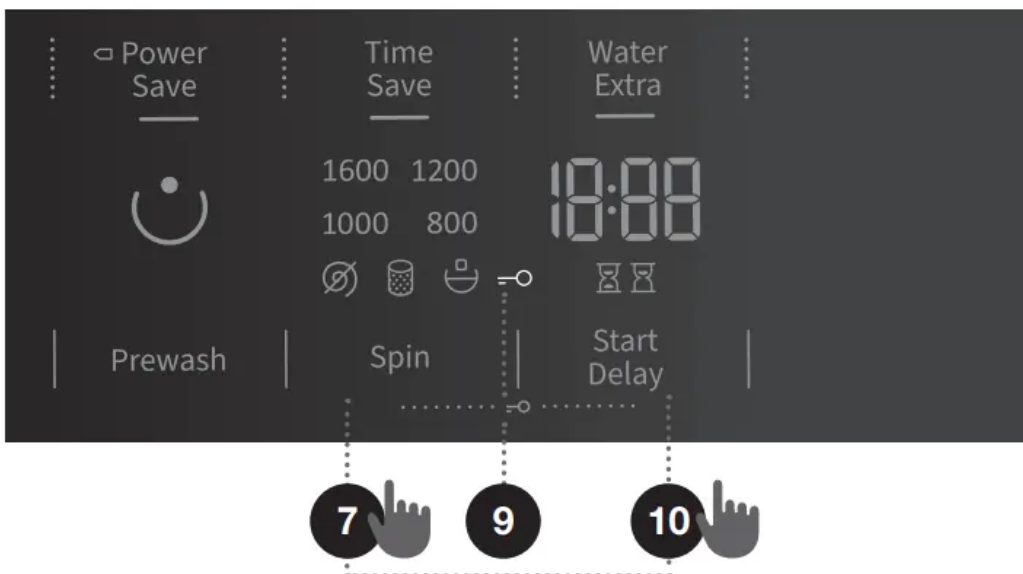 Power
Save
Time
Save
Water
Extra
1600 1200
1000 800
18:88
Prewash
Spin
Start
Delay
7
9
10